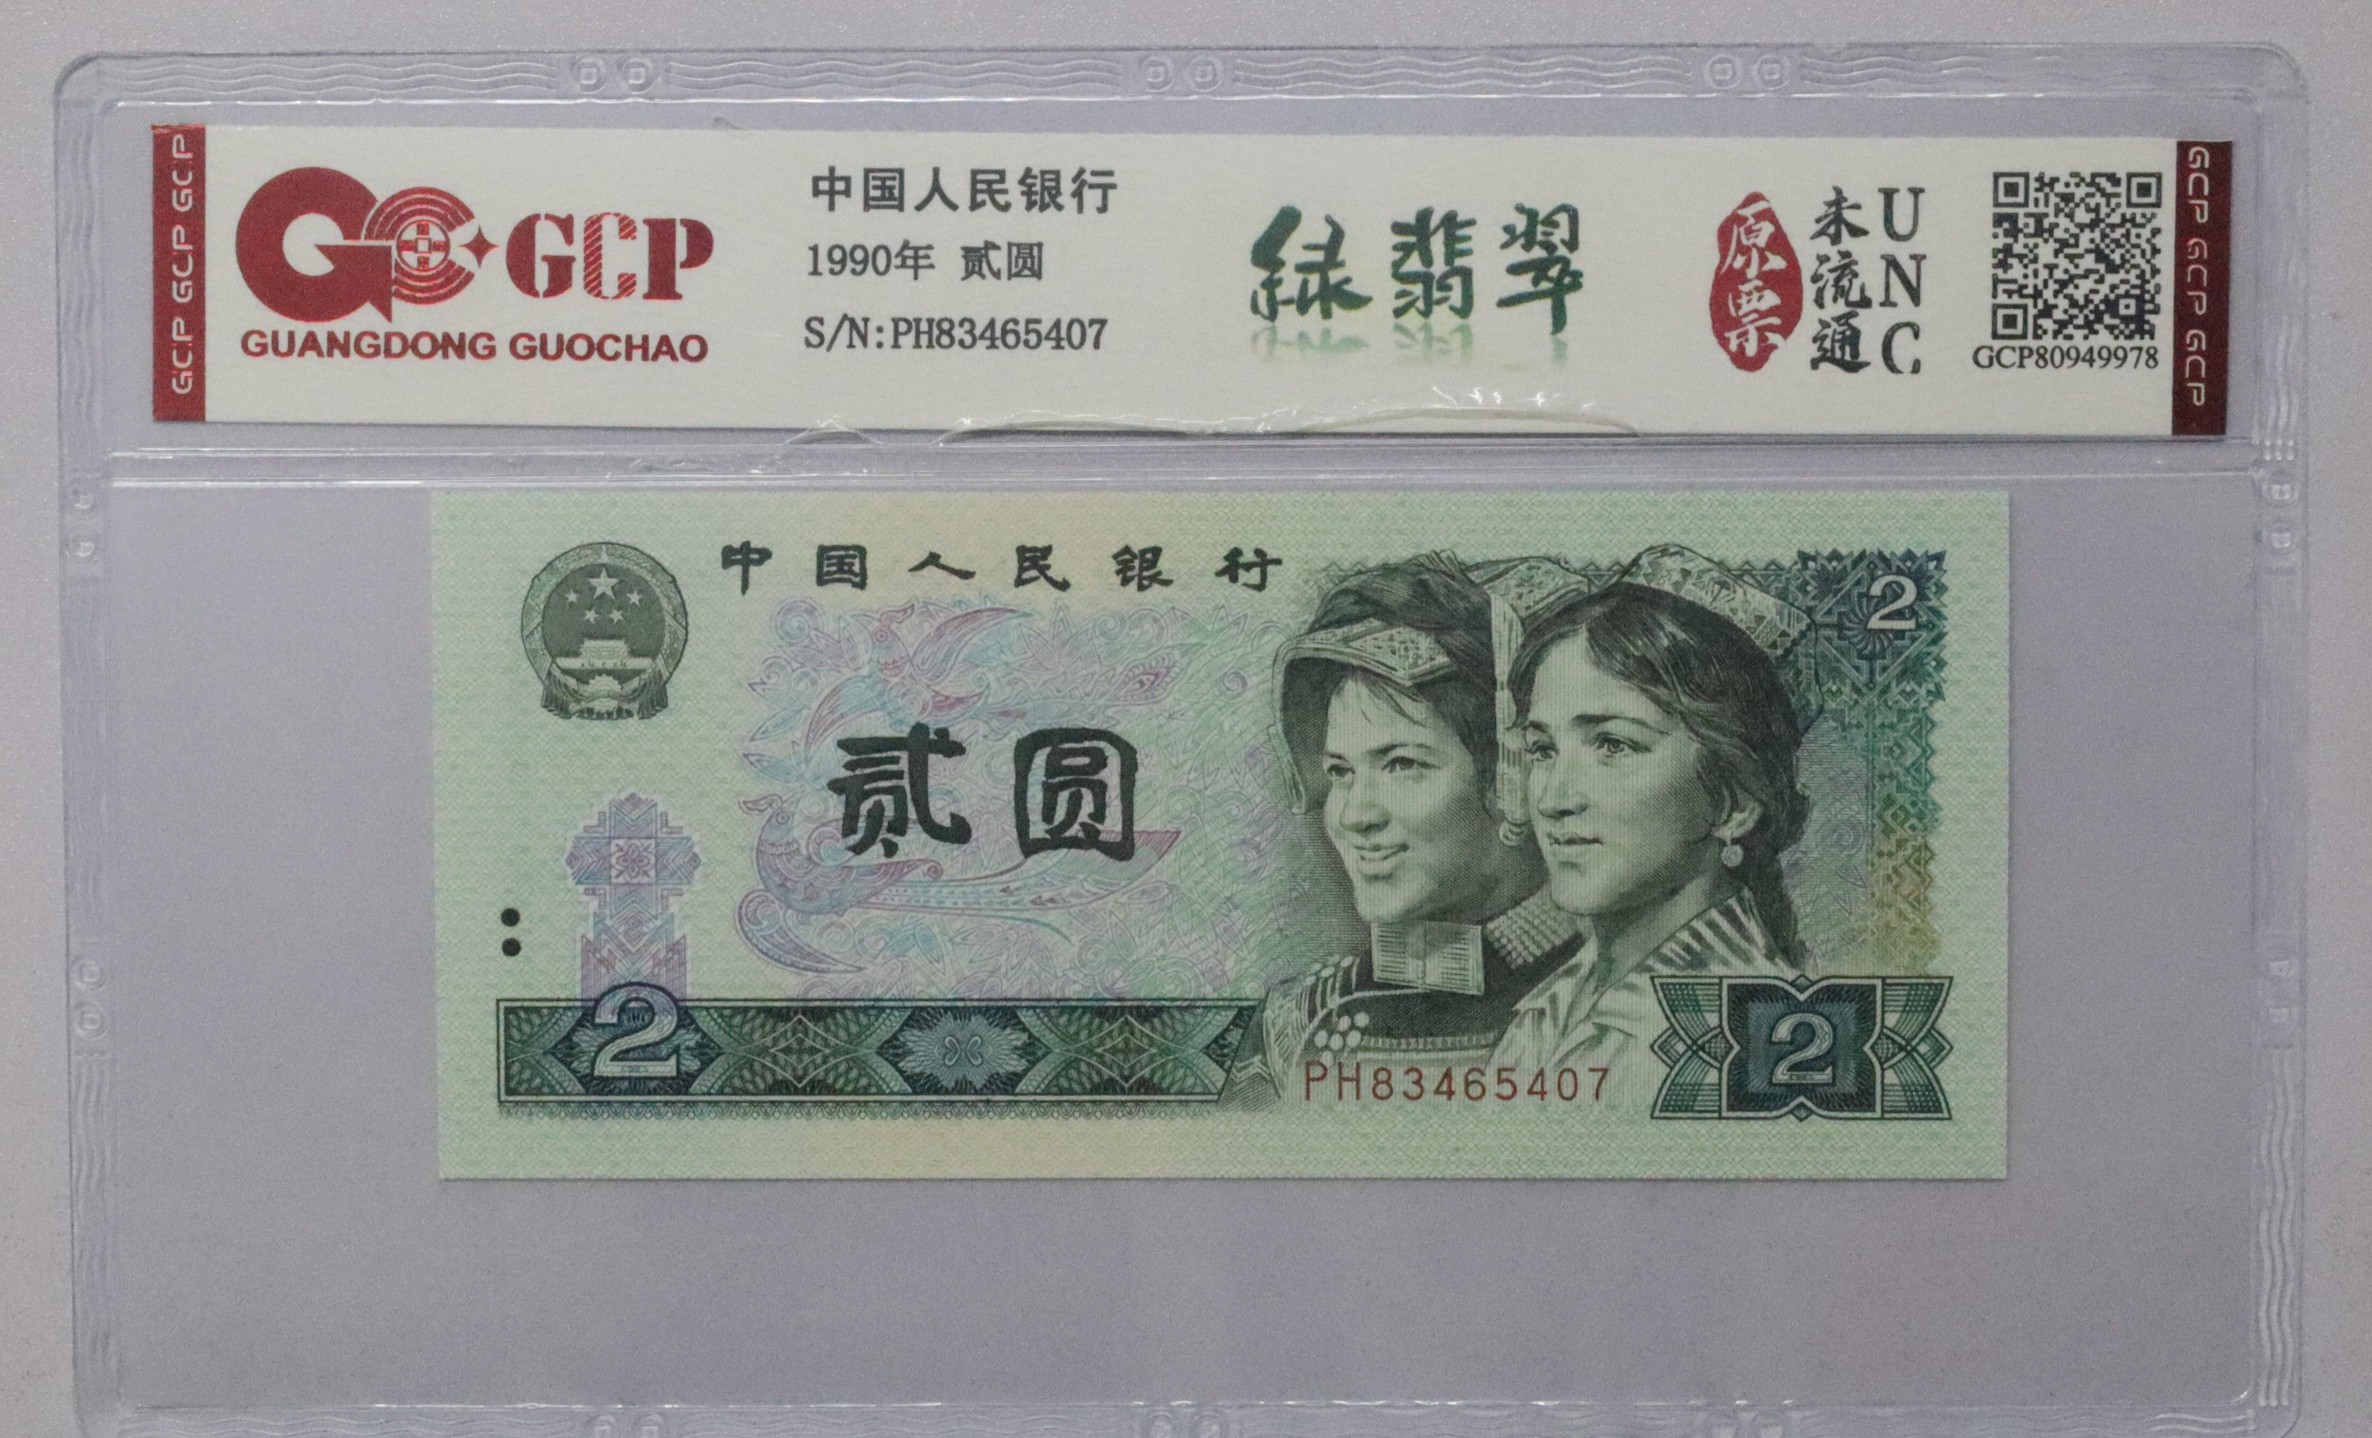 GCP GCP GCP
GCP
GUANGDONG GUOCHAO
中国人民银行
1990年 贰圆
S/N:PH83465407
绿翡翠
原票
未流通
UNC
GCP80949978
GCP GCP GCP
中国人民银行
2
贰圆
2
PH83465407
2